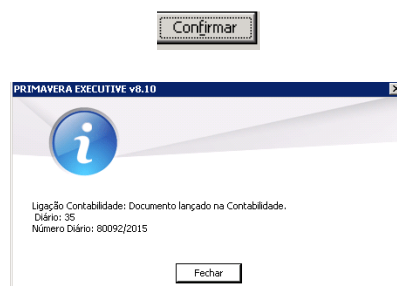 Confirmar
PRIMAVERA EXECUTIVE v8.10
Ligação Contabilidade: Documento lançado na Contabilidade.
Diário: 35
Número Diário: 80092/2015
Fechar